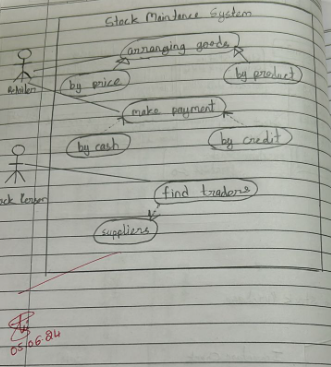 Stock Maintance System
arranging goods
by price
by product
make payment
by cash
by credit
find traders
suppliers
05/06/24